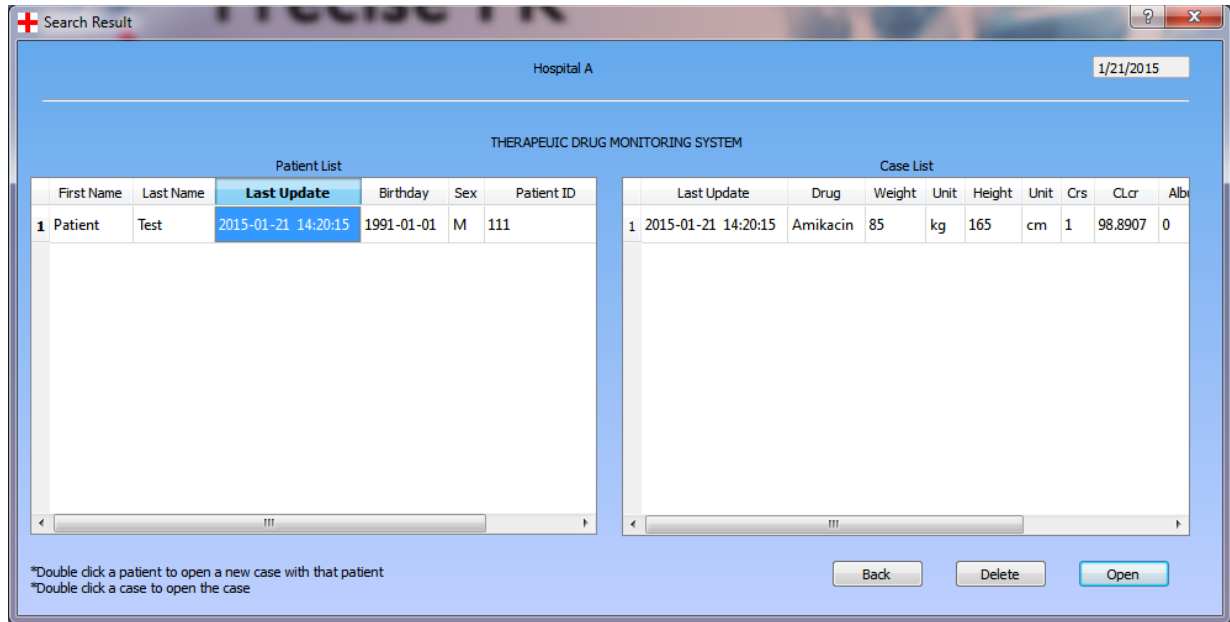 Search Result
Hospital A
1/21/2015
THERAPEUIC DRUG MONITORING SYSTEM
Patient List
First Name Last Name Last Update Birthday Sex Patient ID
1 Patient Test 2015-01-21 14:20:15 1991-01-01 M 111
Case List
Last Update Drug Weight Unit Height Unit Crs CLcr
1 2015-01-21 14:20:15 Amikacin 85 kg 165 cm 1 98.8907 0
*Double click a patient to open a new case with that patient
*Double click a case to open the case
Back Delete Open